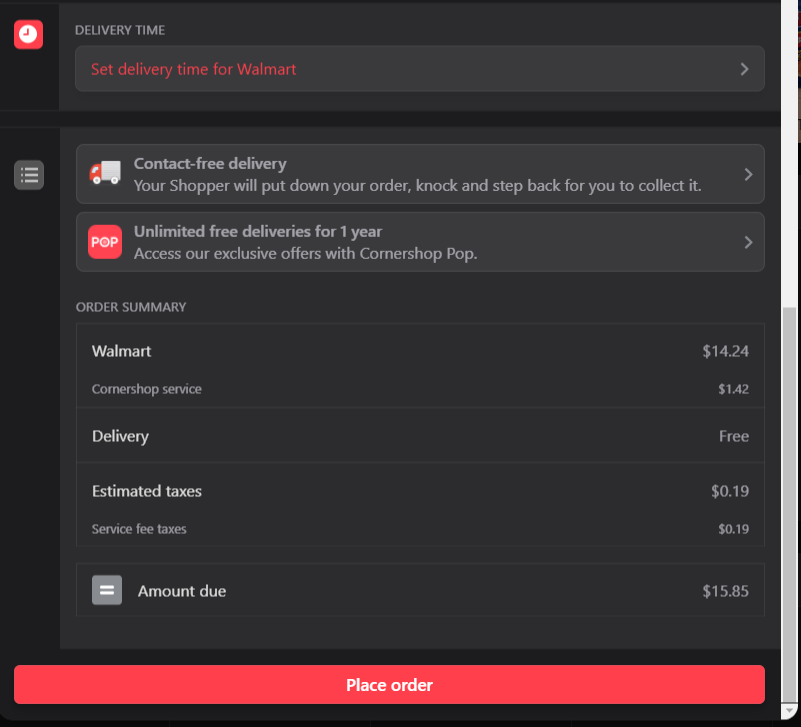 DELIVERY TIME
Set delivery time for Walmart
Contact-free delivery
Your Shopper will put down your order, knock and step back for you to collect it.
POP
Unlimited free deliveries for 1 year
Access our exclusive offers with Cornershop Pop.
ORDER SUMMARY
Walmart $14.24
Cornershop service $1.42
Delivery Free
Estimated taxes $0.19
Service fee taxes $0.19
Amount due $15.85
Place order